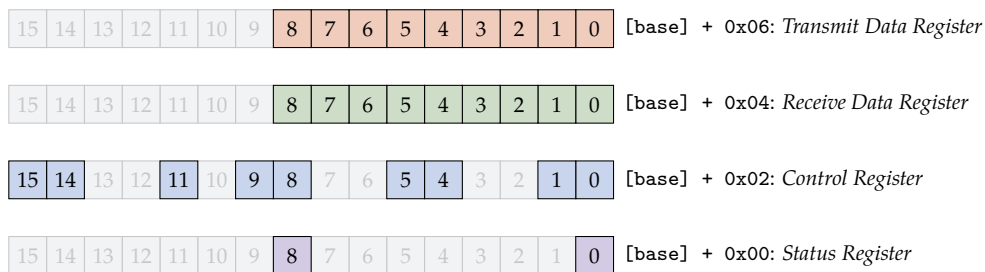 15 14 13 12 11 10 9 8 7 6 5 4 3 2 1 0 [base] + 0x06: Transmit Data Register
15 14 13 12 11 10 9 8 7 6 5 4 3 2 1 0 [base] + 0x04: Receive Data Register
15 14 13 12 11 10 9 8 7 6 5 4 3 2 1 0 [base] + 0x02: Control Register
15 14 13 12 11 10 9 8 7 6 5 4 3 2 1 0 [base] + 0x00: Status Register